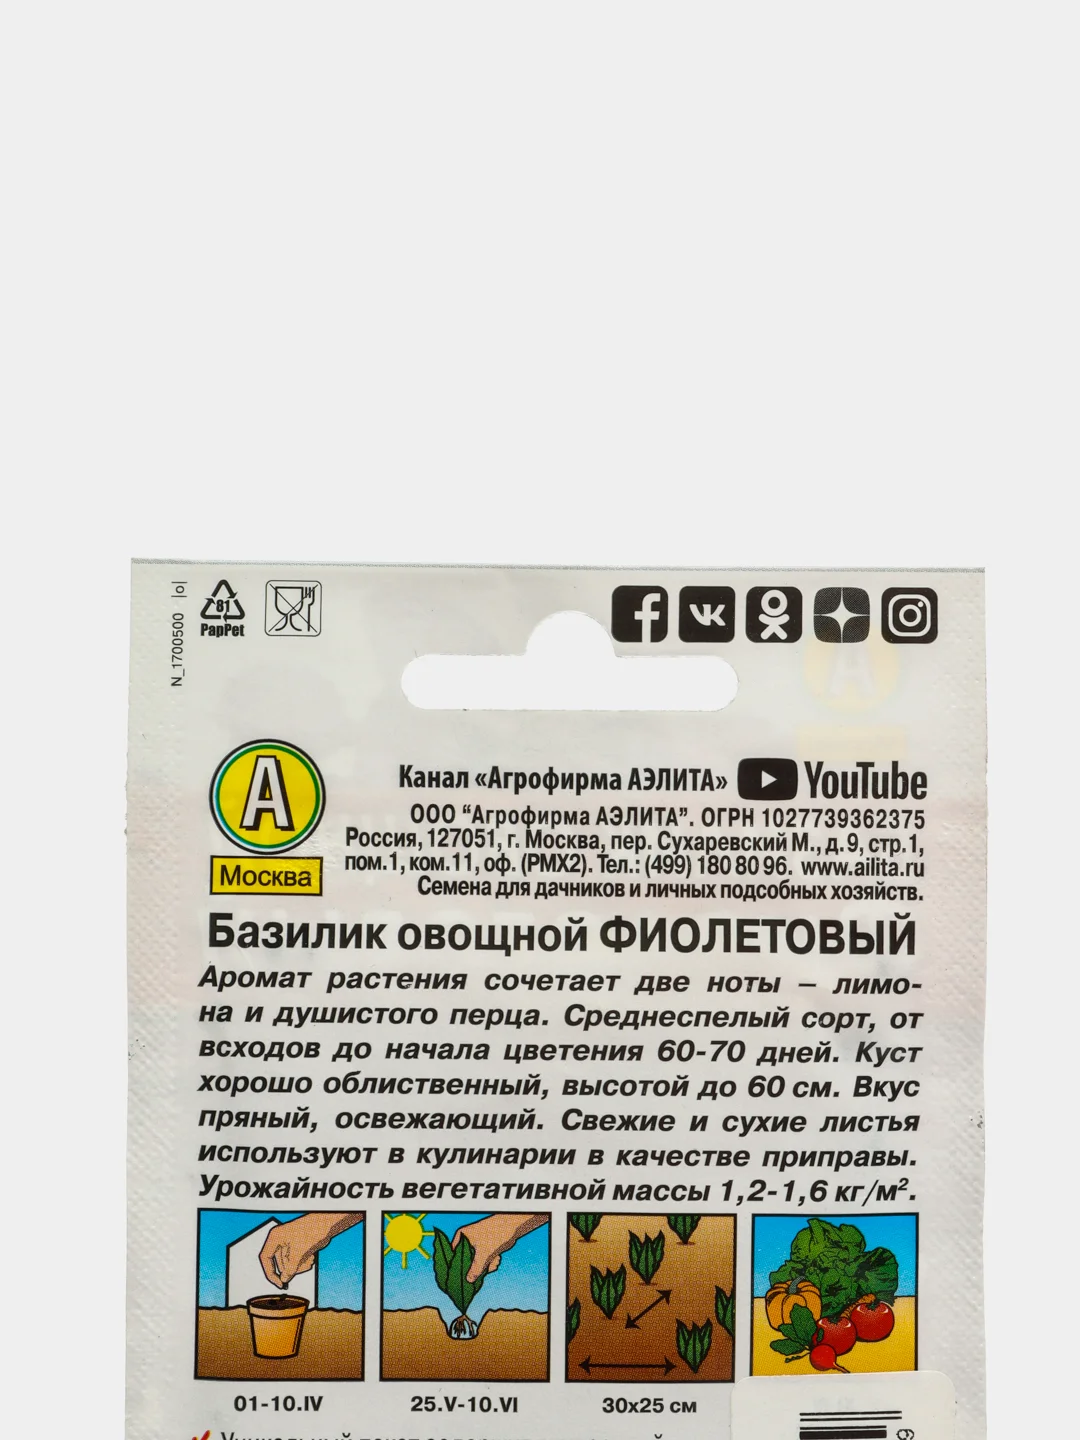 N_1700500 |o|
81
PapPet
Канал «Агрофирма АЭЛИТА» YouTube
ООО “Агрофирма АЭЛИТА”. ОГРН 1027739362375
Россия, 127051, г. Москва, пер. Сухаревский М., д. 9, стр.1,
пом.1, ком.11, оф. (РМХ2). Тел.: (499) 180 80 96. www.ailita.ru
Семена для дачников и личных подсобных хозяйств.
А
Москва
Базилик овощной ФИОЛЕТОВЫЙ
Аромат растения сочетает две ноты – лимо-
на и душистого перца. Среднеспелый сорт, от
всходов до начала цветения 60-70 дней. Куст
хорошо облиственный, высотой до 60 см. Вкус
пряный, освежающий. Свежие и сухие листья
используют в кулинарии в качестве приправы.
Урожайность вегетативной массы 1,2-1,6 кг/м².
01-10.IV
25.V-10.VI
30x25 см